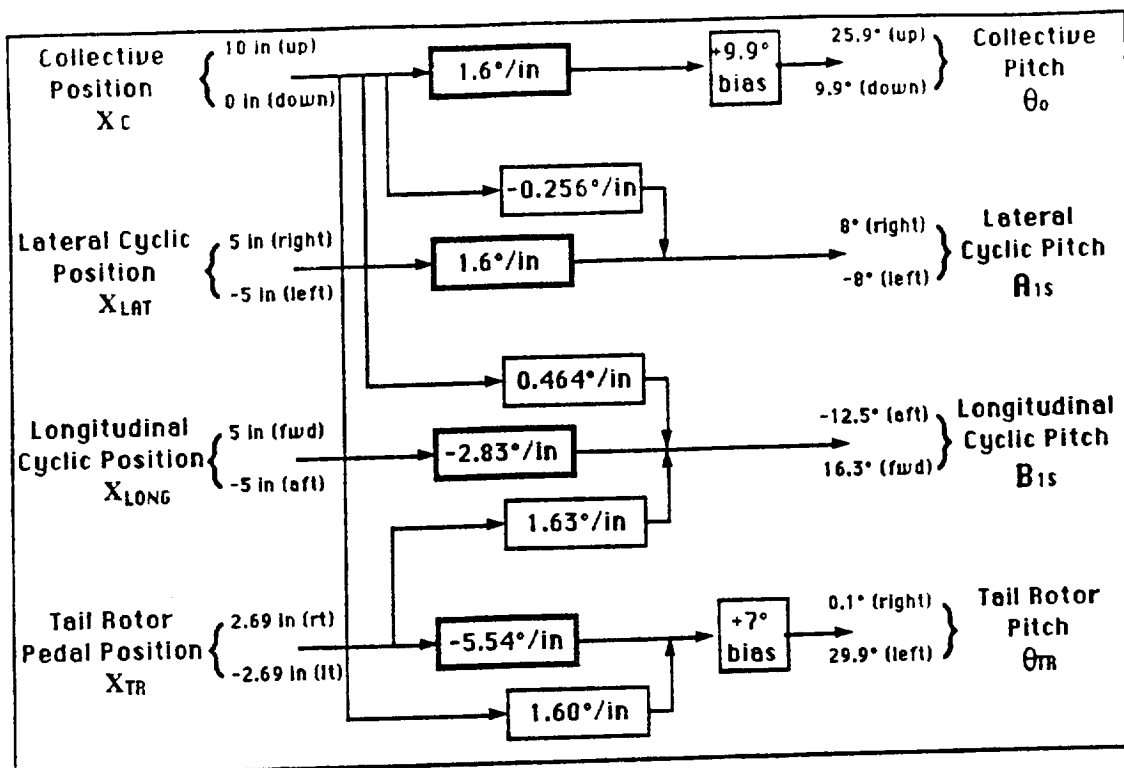 Collective
Position
X C
10 in (up)
0 in (down)
1.6°/in
+9.9°
bias
25.9° (up)
9.9° (down)
Collective
Pitch
θo
-0.256°/in
Lateral Cyclic
Position
XLAT
5 in (right)
-5 in (left)
1.6°/in
8° (right)
-8° (left)
Lateral
Cyclic Pitch
A1S
0.464°/in
Longitudinal
Cyclic Position
XLONG
5 in (fwd)
-5 in (aft)
-2.83°/in
-12.5° (aft)
16.3° (fwd)
Longitudinal
Cyclic Pitch
B1S
1.63°/in
Tail Rotor
Pedal Position
XTR
2.69 in (rt)
-2.69 in (lt)
-5.54°/in
+7°
bias
0.1° (right)
29.9° (left)
Tail Rotor
Pitch
θTR
1.60°/in